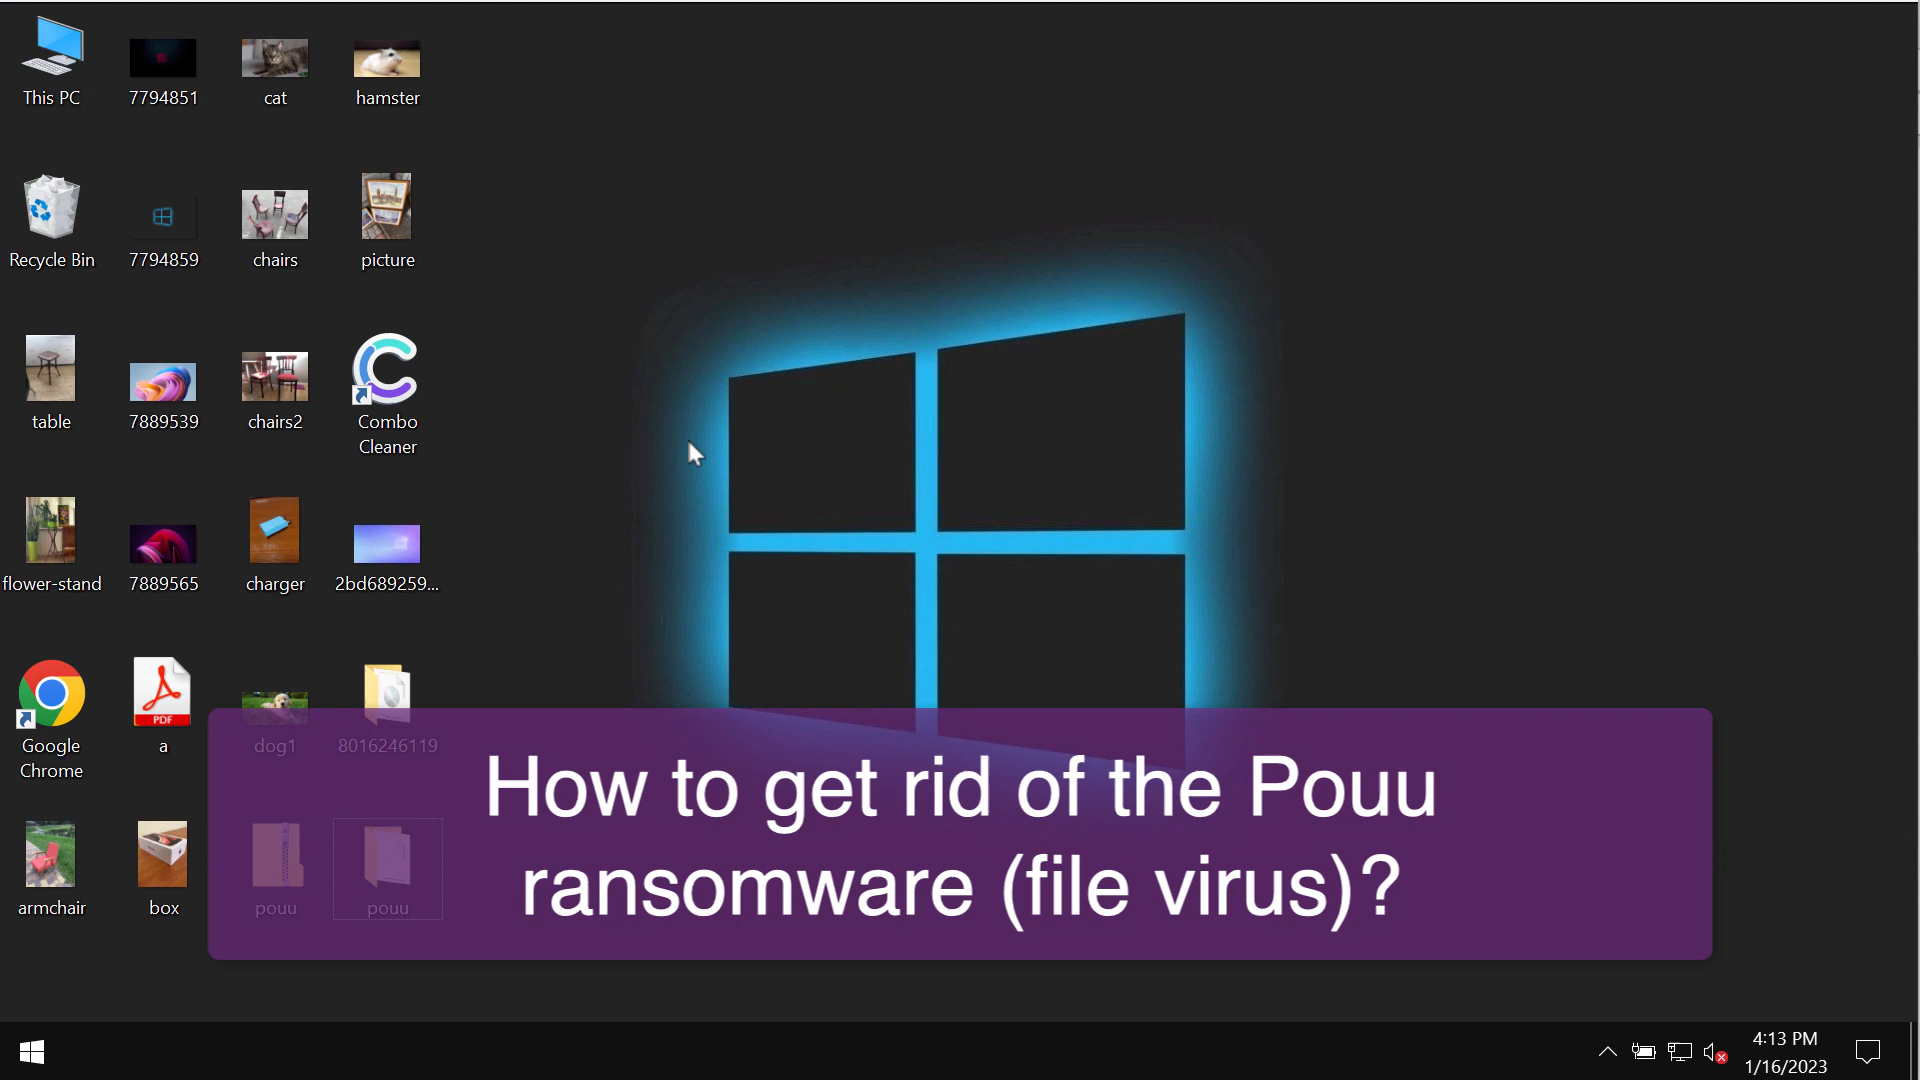 This PC
7794851
cat
hamster
Recycle Bin
7794859
chairs
picture
table
7889539
chairs2
Combo
Cleaner
flower-stand
7889565
charger
2bd689259...
PDF
Google
Chrome
a
dog1
8016246119
How to get rid of the Pouu
ransomware (file virus)?
armchair
box
pouu
pouu
4:13 PM
1/16/2023